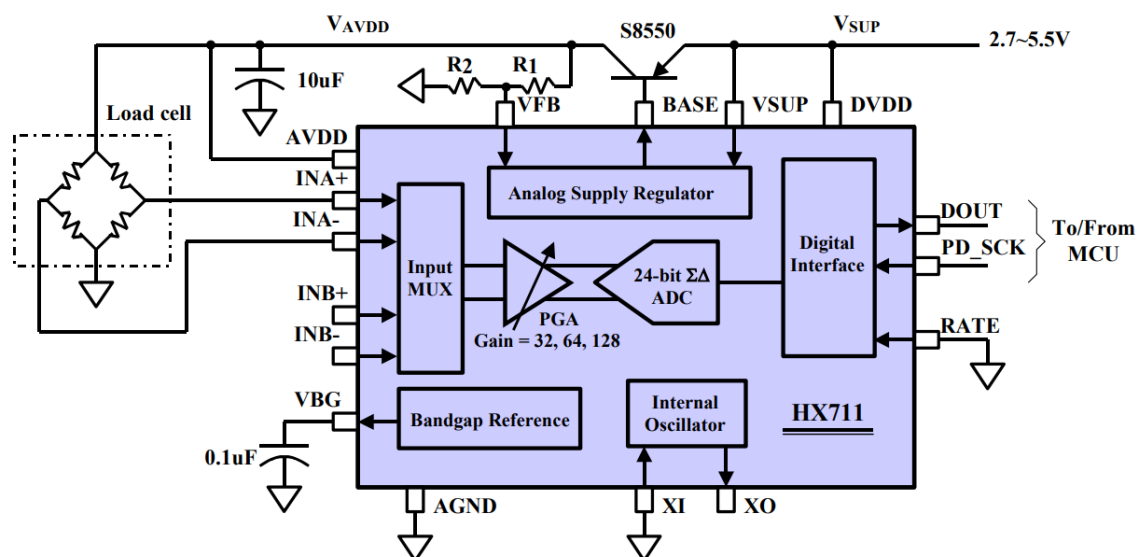 V_AVDD
S8550
V_SUP
2.7~5.5V
10uF
R2
R1
VFB
BASE
VSUP
DVDD
Load cell
AVDD
INA+
INA-
INB+
INB-
VBG
0.1uF
Analog Supply Regulator
Input
MUX
PGA
Gain = 32, 64, 128
24-bit ΣΔ
ADC
Digital
Interface
DOUT
PD_SCK
To/From
MCU
RATE
Bandgap Reference
Internal
Oscillator
HX711
AGND
XI
XO